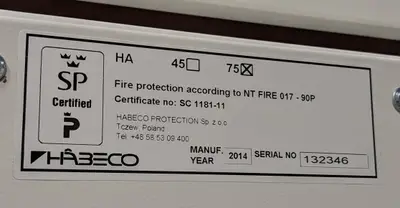 HA 45 75
SP
Certified
P
Fire protection according to NT FIRE 017 - 90P
Certificate no: SC 1181-11
HABECO PROTECTION Sp. z o.o.
Tczew, Poland
Tel. +48 58 53 09 400
HÂBECO
MANUF. YEAR 2014 SERIAL NO 132346